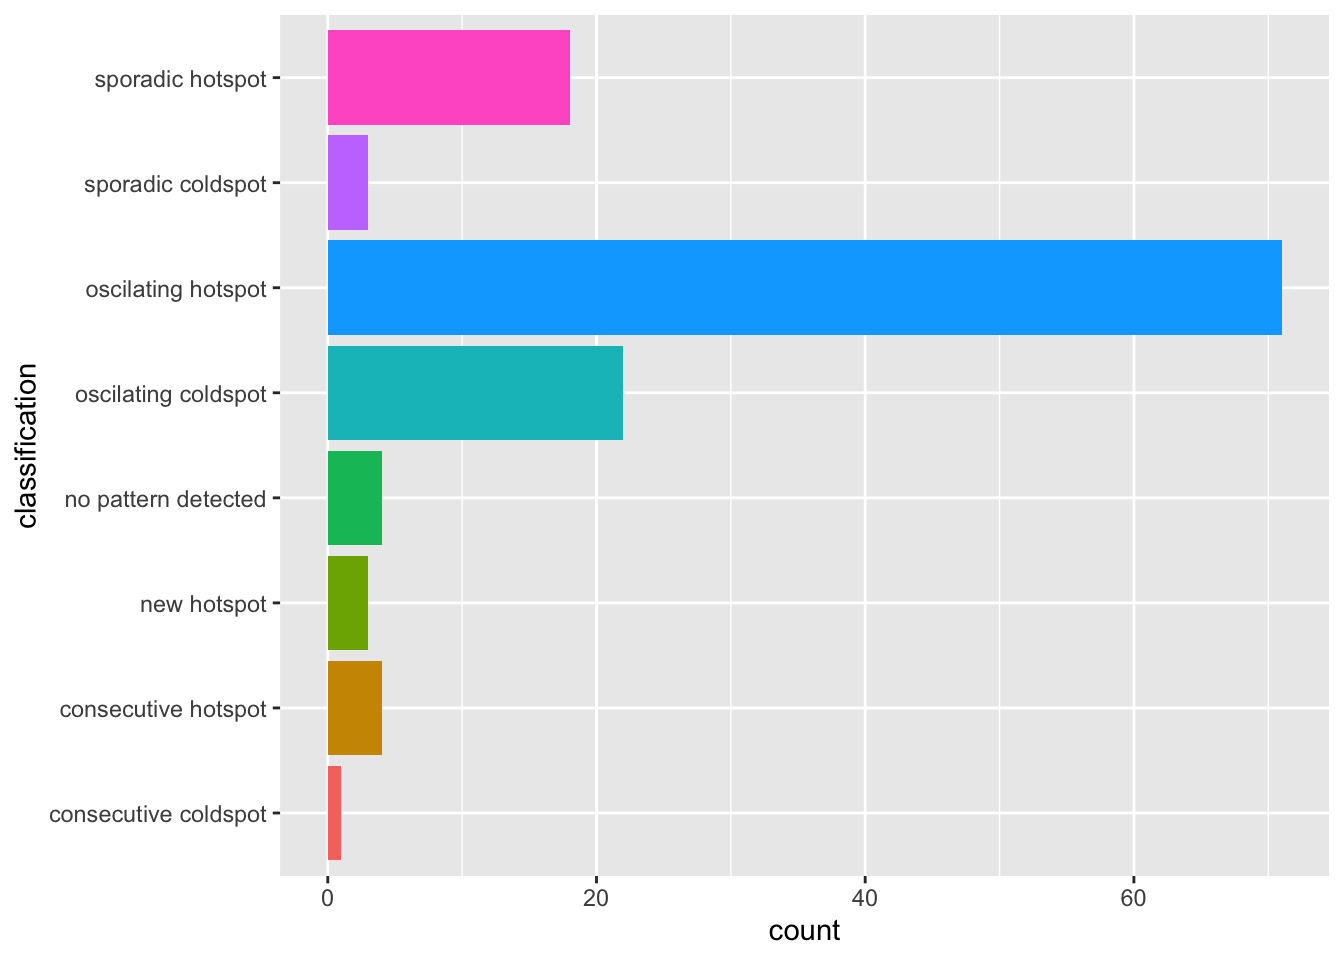 sporadic hotspot
sporadic coldspot
oscilating hotspot
oscilating coldspot
no pattern detected
new hotspot
consecutive hotspot
consecutive coldspot
classification
0 20 40 60
count